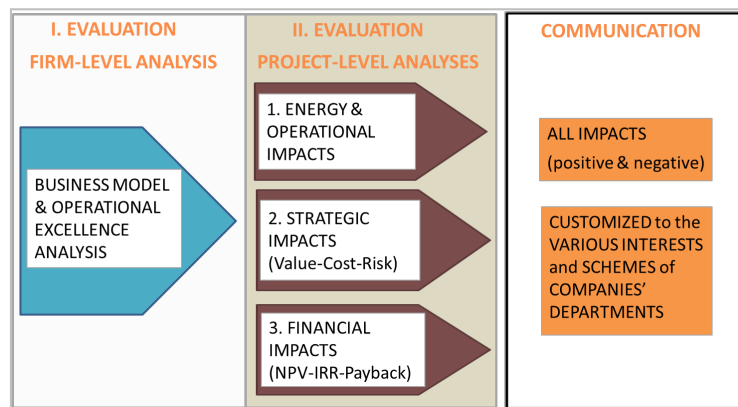 I. EVALUATION
FIRM-LEVEL ANALYSIS
BUSINESS MODEL
& OPERATIONAL
EXCELLENCE
ANALYSIS
II. EVALUATION
PROJECT-LEVEL ANALYSES
1. ENERGY &
OPERATIONAL
IMPACTS
2. STRATEGIC
IMPACTS
(Value-Cost-Risk)
3. FINANCIAL
IMPACTS
(NPV-IRR-Payback)
COMMUNICATION
ALL IMPACTS
(positive & negative)
CUSTOMIZED to the
VARIOUS INTERESTS
and SCHEMES of
COMPANIES’
DEPARTMENTS